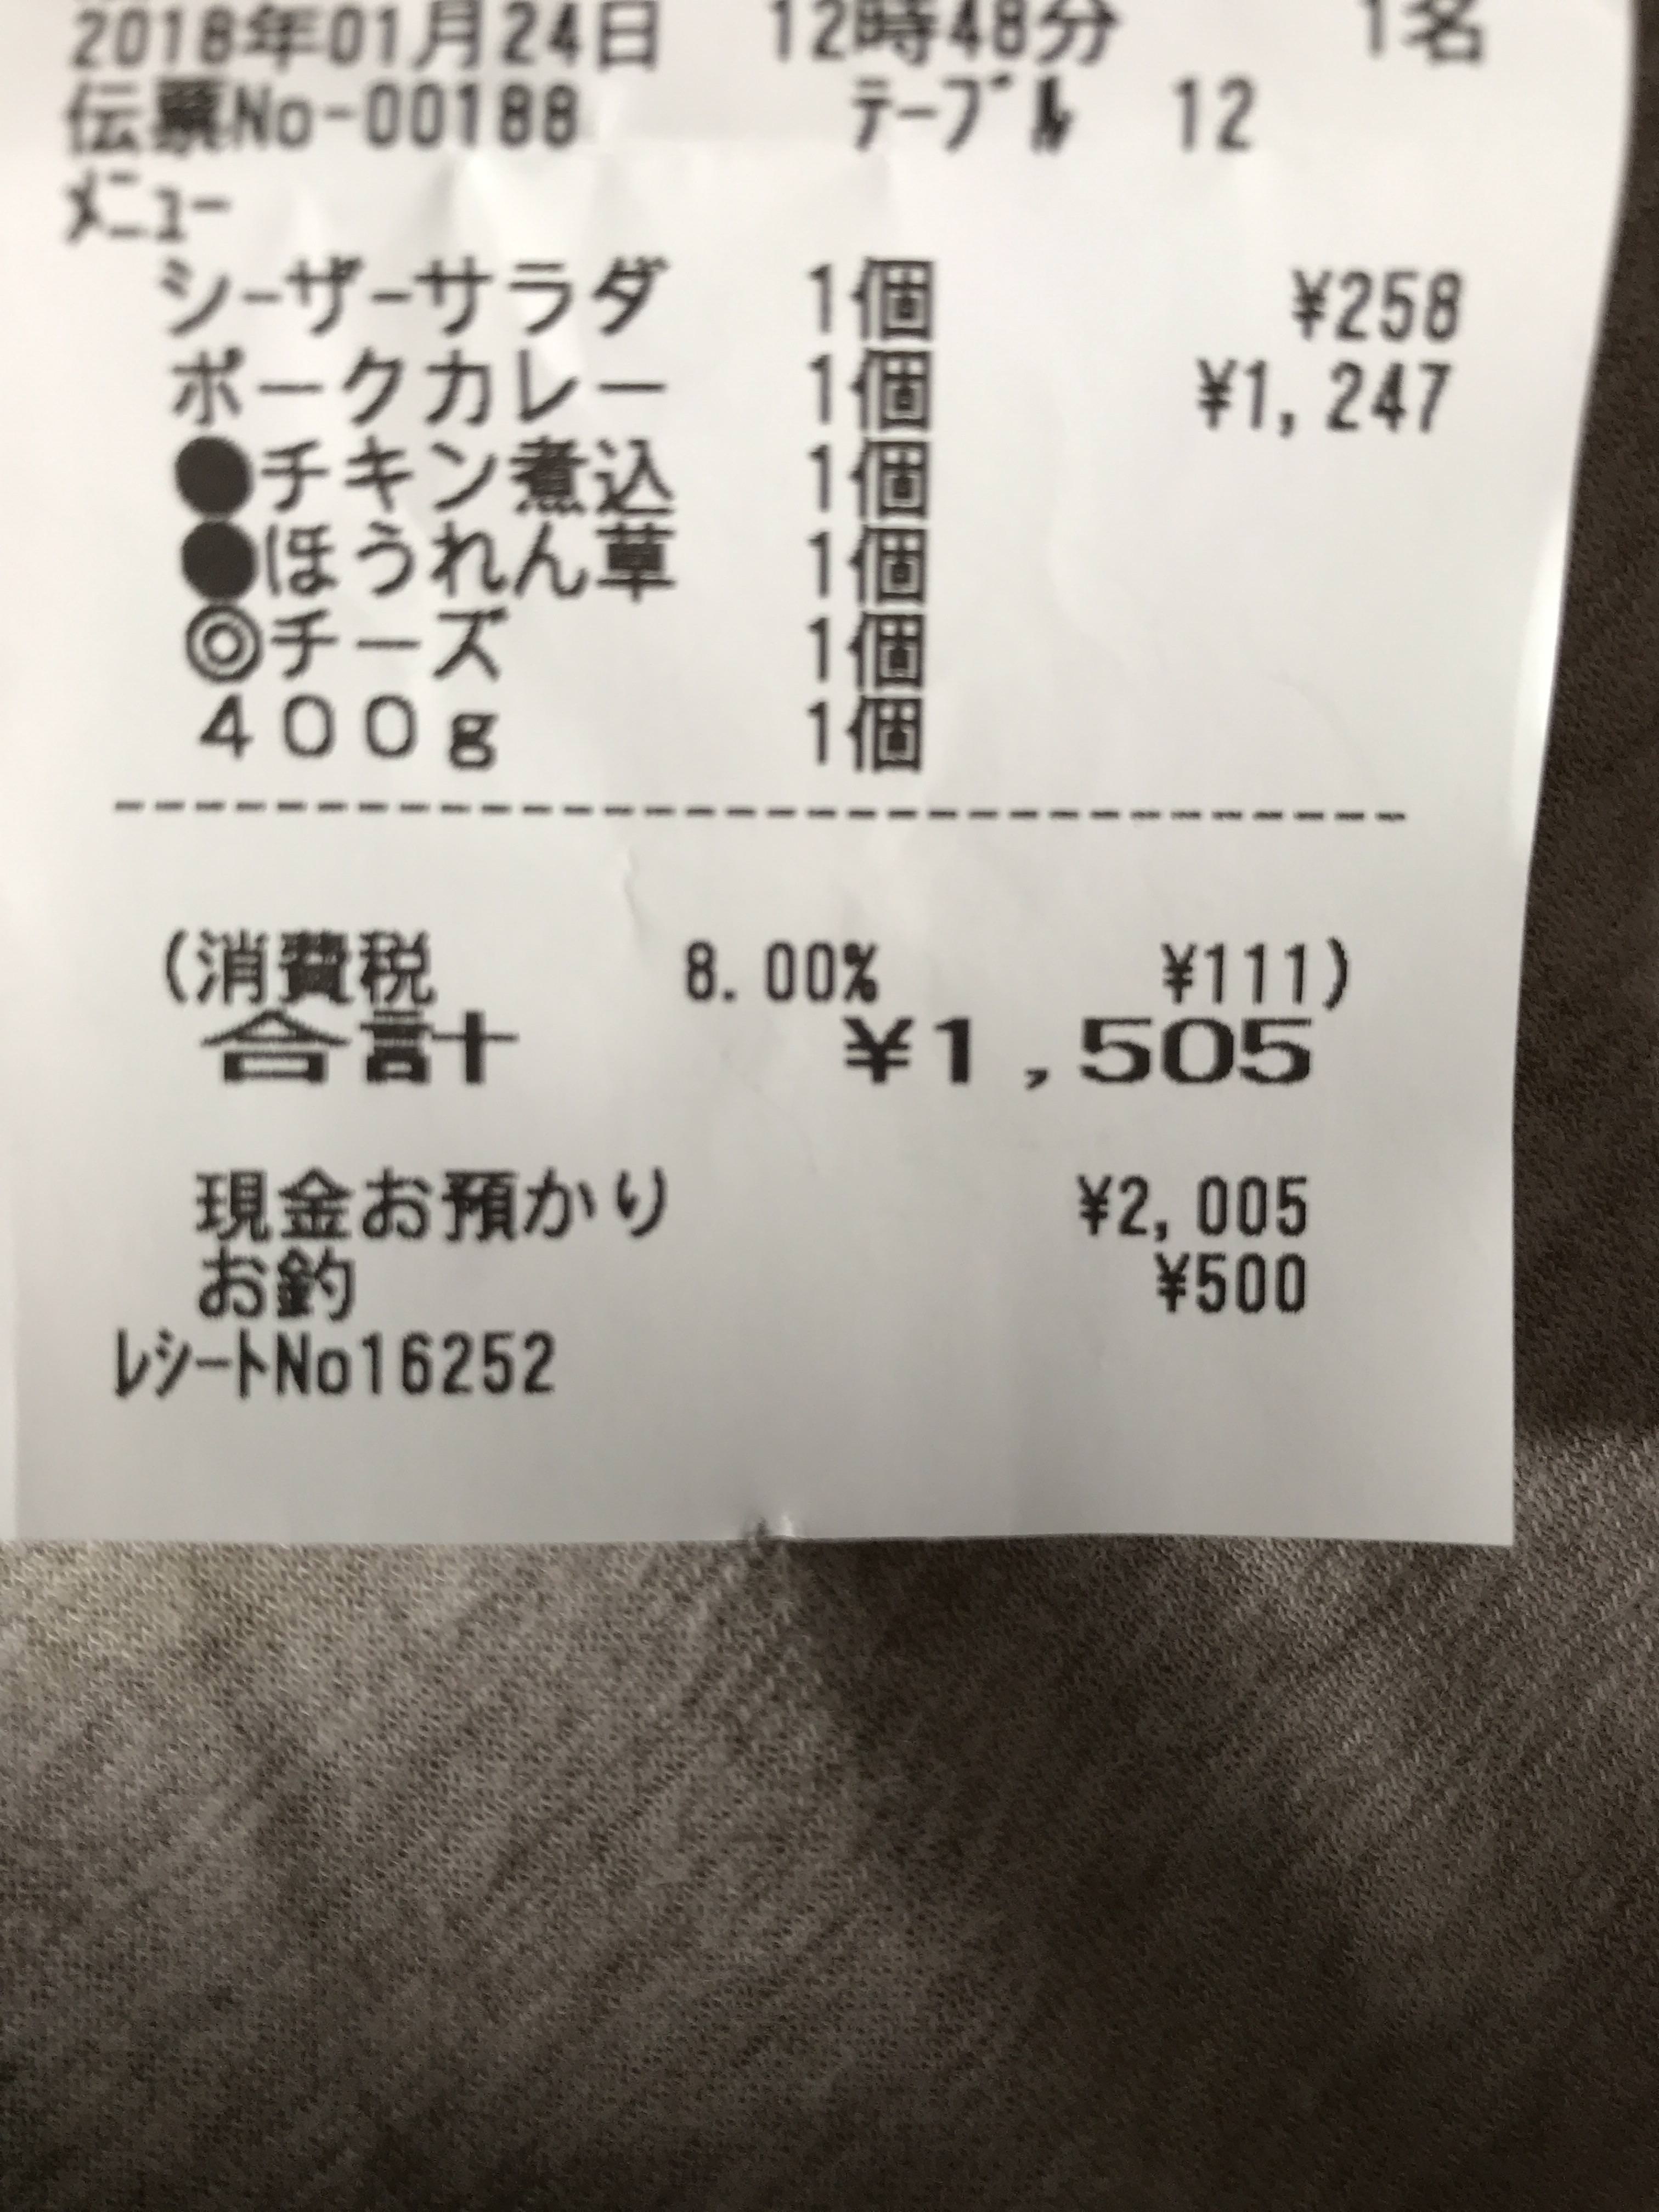 2018年01月24日 12時48分 1名
伝票No-00188 ﾃｰﾌﾞﾙ 12
ﾒﾆｭｰ
シーザーサラダ 1個 ¥258
ポークカレー 1個 ¥1,247
●チキン煮込 1個
●ほうれん草 1個
◎チーズ 1個
４００ｇ 1個
--------------------------------
(消費税 8.00% ¥111)
合計 ¥1,505
現金お預かり ¥2,005
お釣 ¥500
ﾚｼｰﾄNo16252